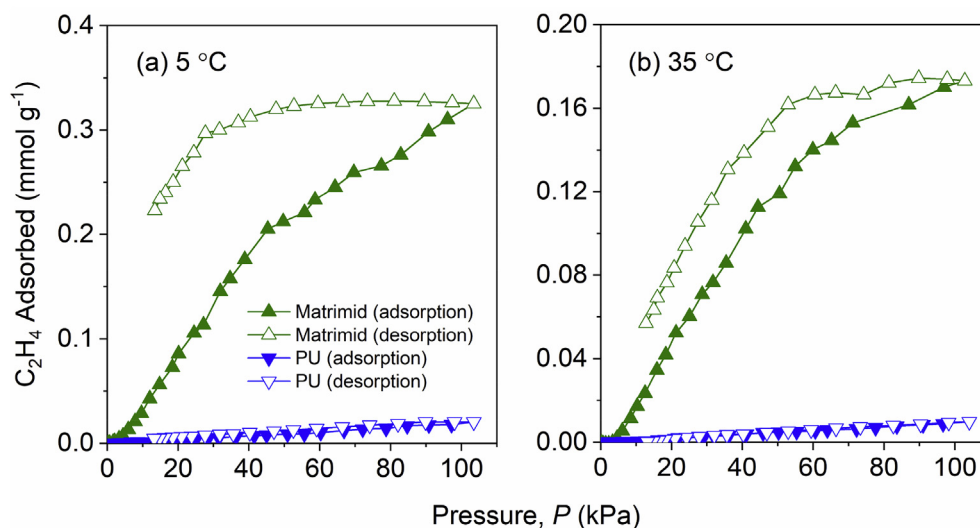 (a) 5 °C
(b) 35 °C
C₂H₄ Adsorbed (mmol g⁻¹)
0.4
0.3
0.2
0.1
0.0
0 20 40 60 80 100
Matrimid (adsorption)
Matrimid (desorption)
PU (adsorption)
PU (desorption)
0.20
0.16
0.12
0.08
0.04
0.00
0 20 40 60 80 100
Pressure, P (kPa)